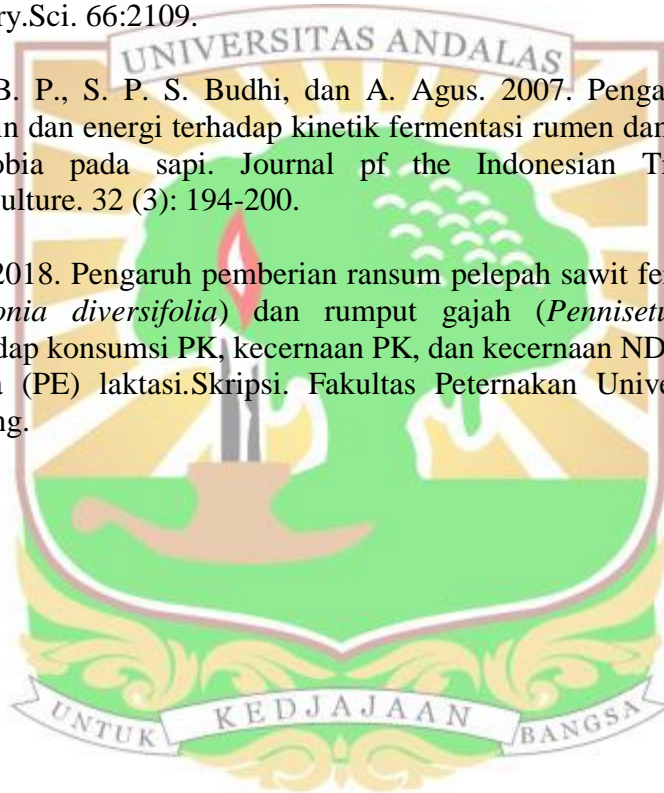 ry.Sci. 66:2109.
UNIVERSITAS ANDALAS
B. P., S. P. S. Budhi, dan A. Agus. 2007. Penga
in dan energi terhadap kinetik fermentasi rumen dan
obia pada sapi. Journal pf the Indonesian T
ulture. 32 (3): 194-200.
2018. Pengaruh pemberian ransum pelepah sawit fe
onia diversifolia) dan rumput gajah (Pennisetu
dap konsumsi PK, kecernaan PK, dan kecernaan ND
a (PE) laktasi.Skripsi. Fakultas Peternakan Unive
ng.
UNTUK KEDJAJAAN BANGSA